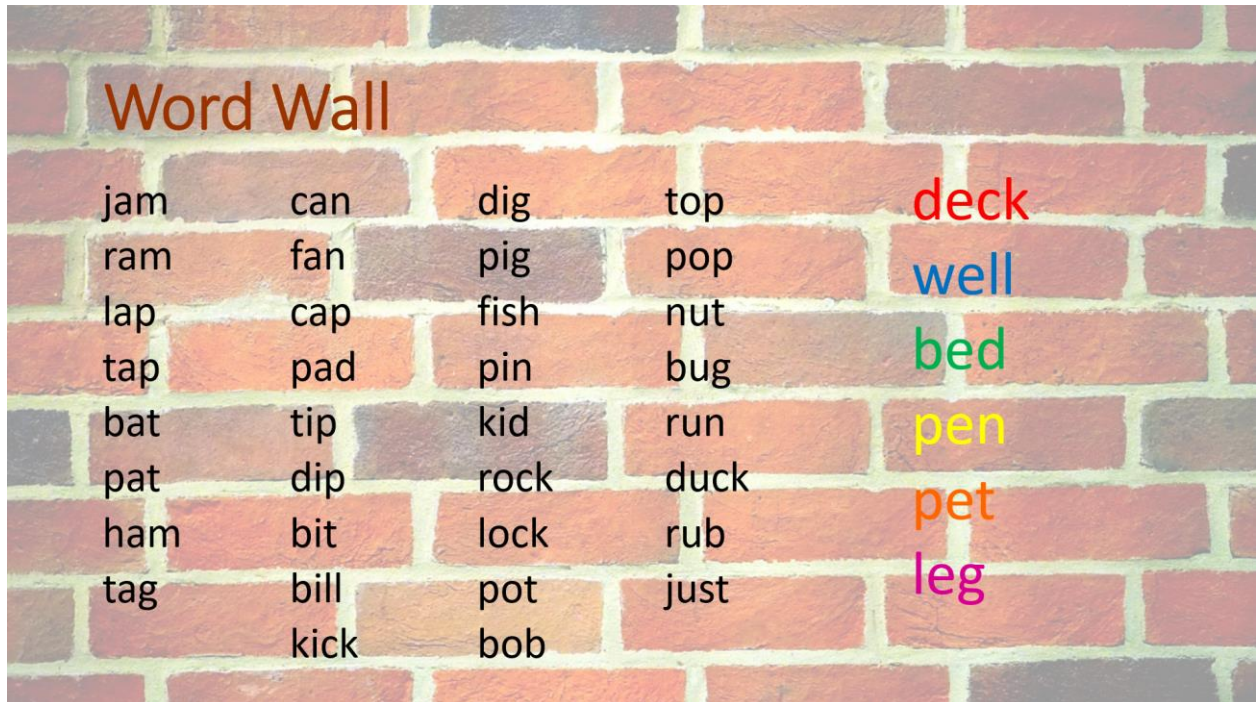 Word Wall
jam
ram
lap
tap
bat
pat
ham
tag
can
fan
cap
pad
tip
dip
bit
bill
kick
dig
pig
fish
pin
kid
rock
lock
pot
bob
top
pop
nut
bug
run
duck
rub
just
deck
well
bed
pen
pet
leg